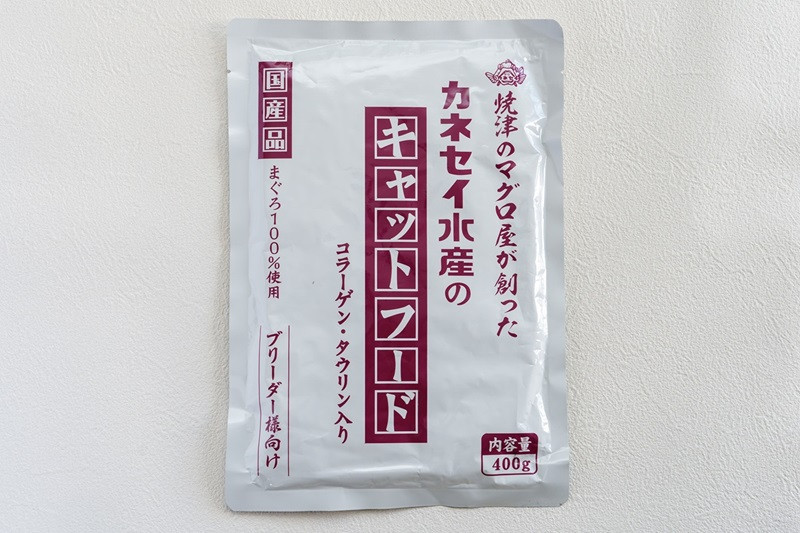 焼津のマグロ屋が創った
カネセイ水産の
キャットフード
コラーゲン・タウリン入り
国産品
まぐろ100%使用
ブリーダー様向け
内容量
400g